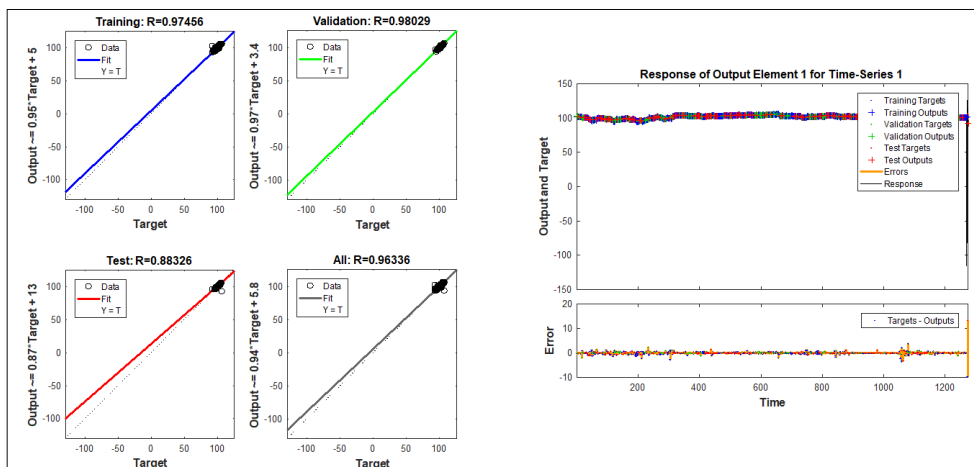 Training: R=0.97456
Output ~= 0.95*Target + 5
Data
Fit
Y = T
100
50
0
-50
-100
-100 -50 0 50 100
Target
Validation: R=0.98029
Output ~= 0.97*Target + 3.4
Data
Fit
Y = T
100
50
0
-50
-100
-100 -50 0 50 100
Target
Test: R=0.88326
Output ~= 0.87*Target + 13
Data
Fit
Y = T
100
50
0
-50
-100
-100 -50 0 50 100
Target
All: R=0.96336
Output ~= 0.94*Target + 5.8
Data
Fit
Y = T
100
50
0
-50
-100
-100 -50 0 50 100
Target
Response of Output Element 1 for Time-Series 1
Output and Target
150
100
50
0
-50
-100
-150
Training Targets
Training Outputs
Validation Targets
Validation Outputs
Test Targets
Test Outputs
Errors
Response
Error
20
10
0
-10
Targets - Outputs
200 400 600 800 1000 1200
Time